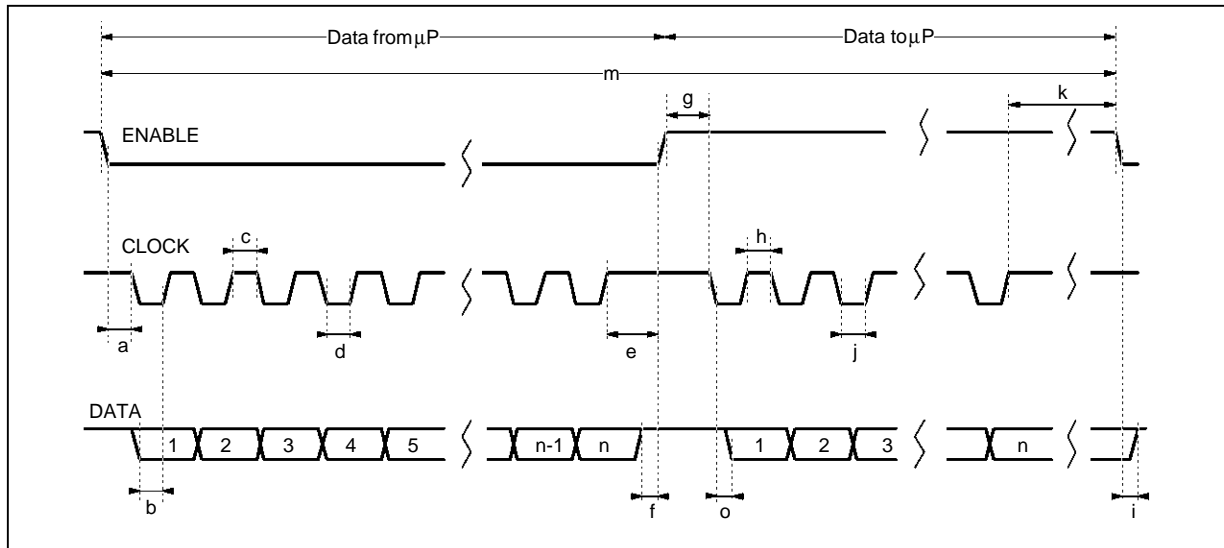 Data from µP Data to µP
m
g k
ENABLE
c h
CLOCK
a d e j
DATA
1 2 3 4 5 n-1 n 1 2 3 n
b f o i